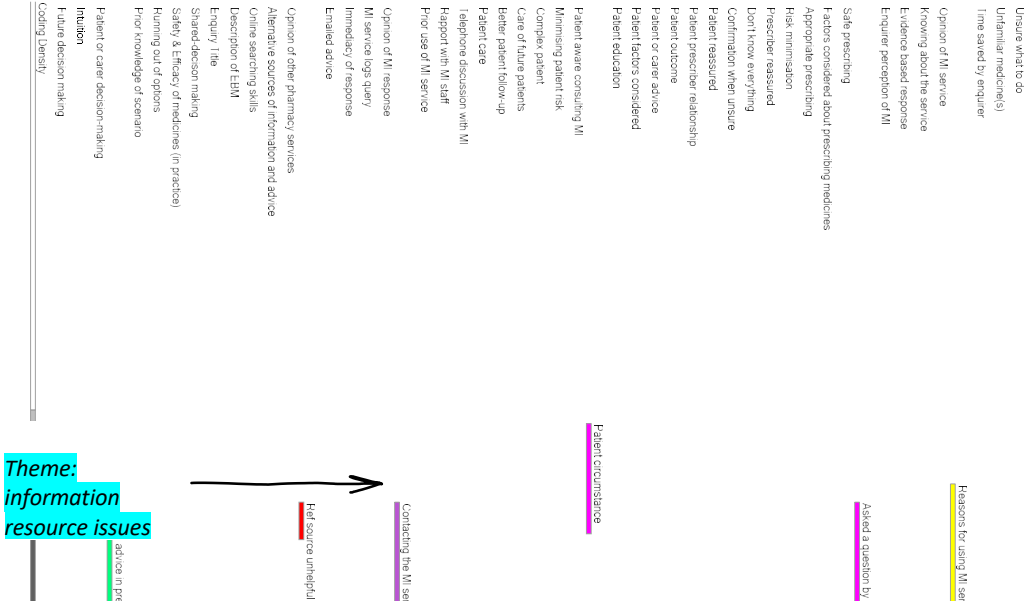 Unsure what to do
Unfamiliar medicine(s)
Time saved by enquirer
Opinion of MI service
Knowing about the service
Evidence based response
Enquirer perception of MI
Safe prescribing
Factors considered about prescribing medicines
Appropriate prescribing
Risk minimisation
Prescriber reassured
Don't know everything
Confirmation when unsure
Patient reassured
Patient prescriber relationship
Patient outcome
Patient or carer advice
Patient factors considered
Patient education
Patient aware consulting MI
Minimising patient risk
Complex patient
Care of future patients
Better patient follow-up
Patient care
Telephone discussion with MI
Rapport with MI staff
Prior use of MI service
Opinion of MI response
MI service logs query
Immediacy of response
Emailed advice
Opinion of other pharmacy services
Alternative sources of information and advice
Online searching skills
Description of EBM
Enquiry Title
Shared-decision making
Safety & Efficacy of medicines (in practice)
Running out of options
Prior knowledge of scenario
Patient or carer decision-making
Intuition
Future decision making
Coding Density
Reasons for using MI ser
Asked a question by
Patient circumstance
Contacting the MI ser
Ref source unhelpful
advice in pre
Theme:
information
resource issues